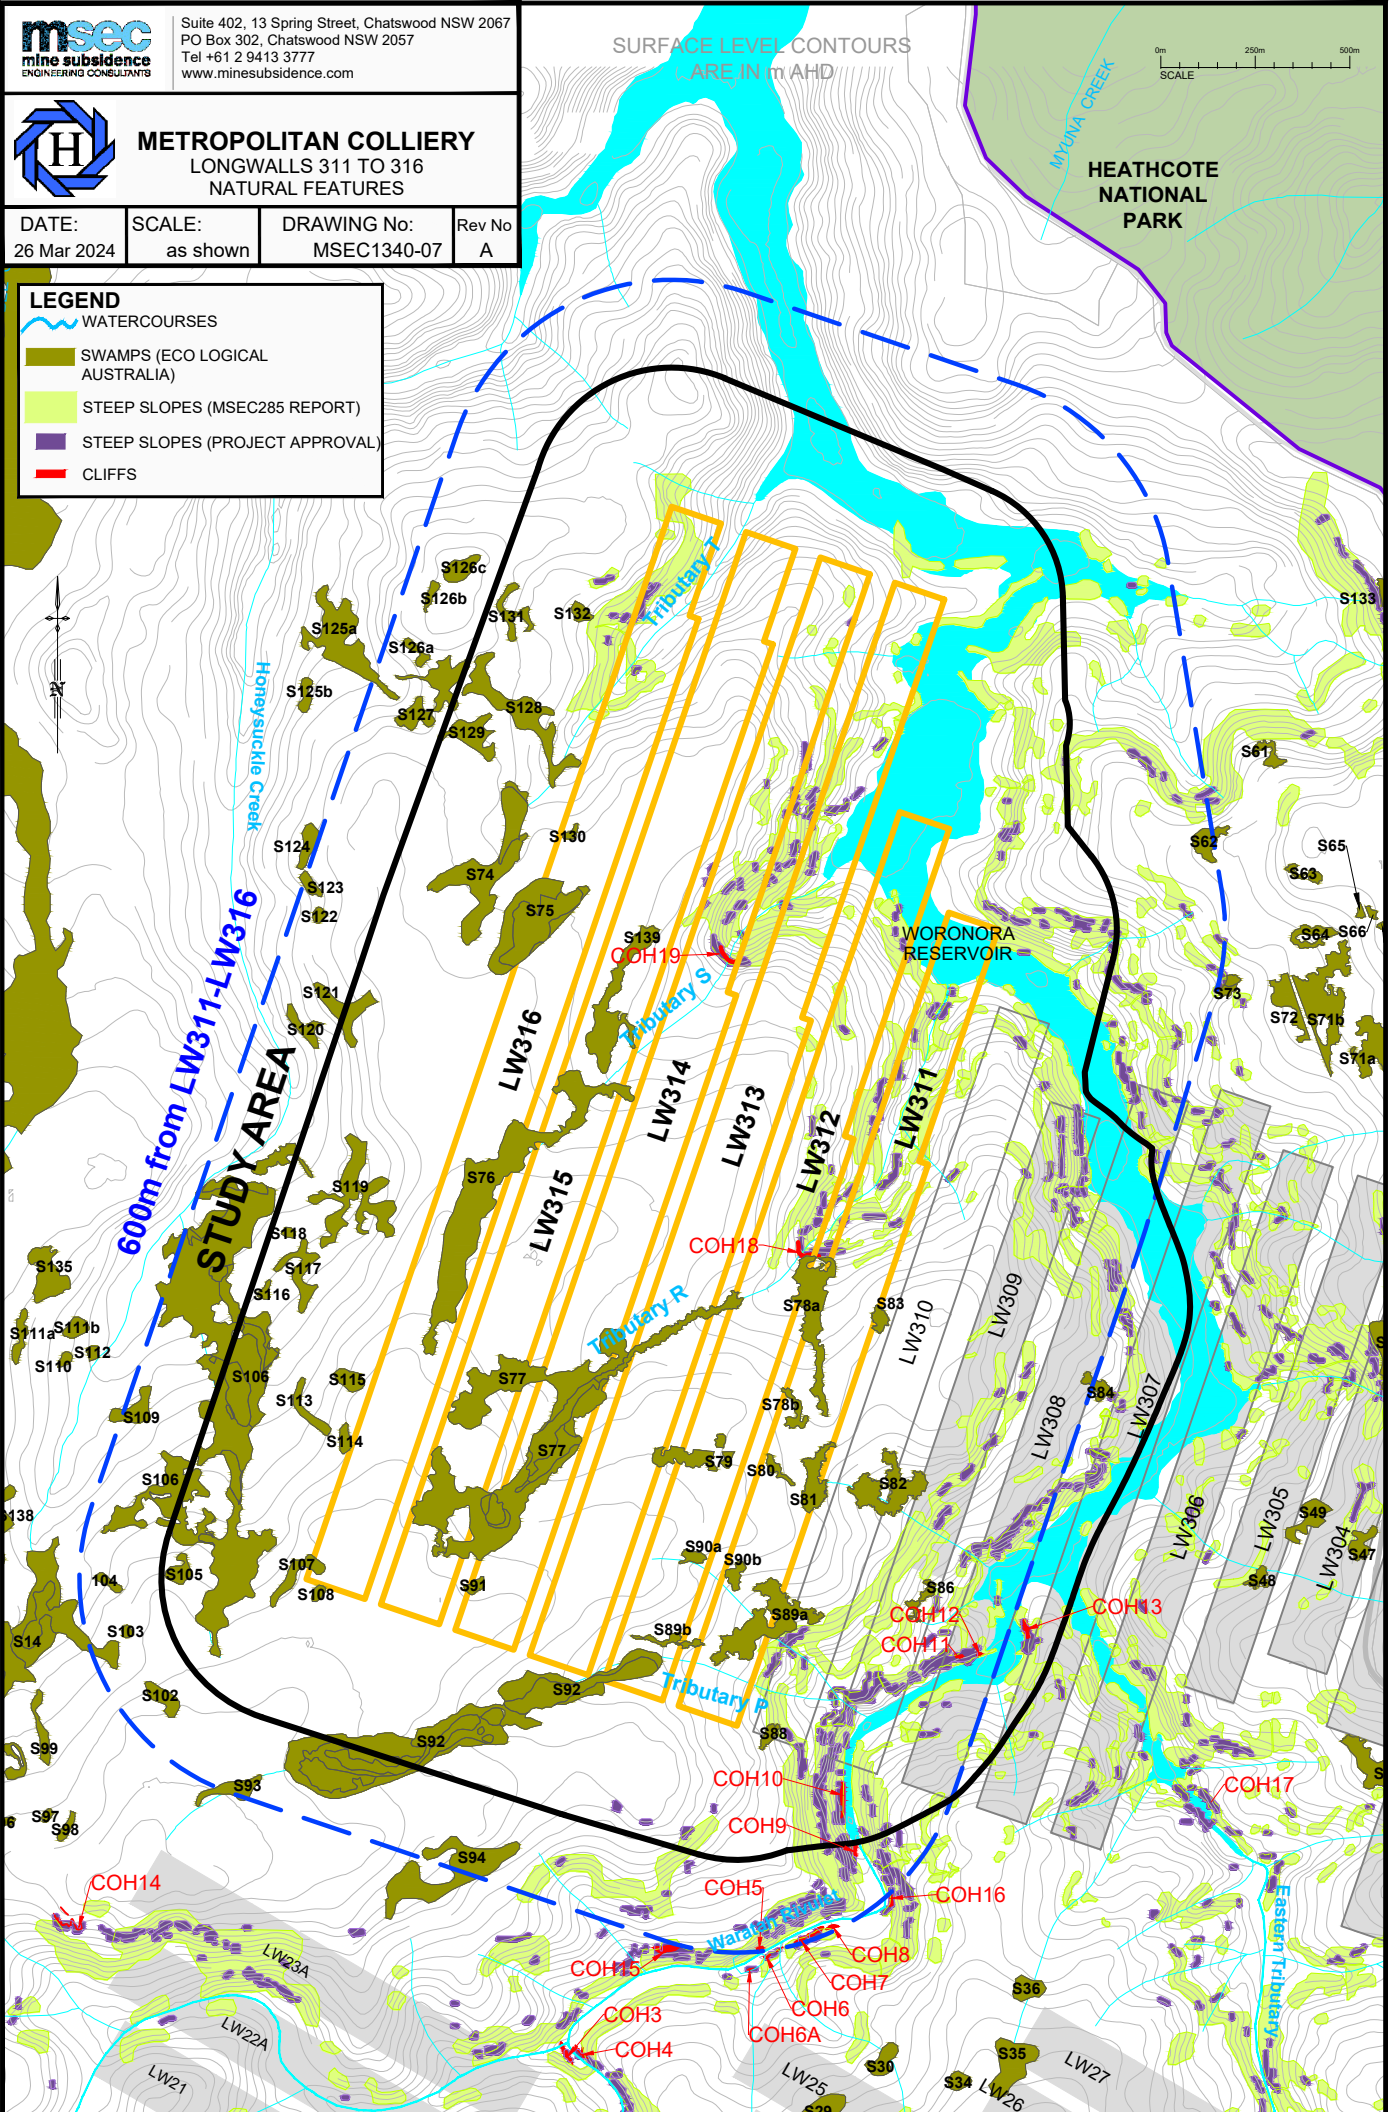 msec
mine subsidence
ENGINEERING CONSULTANTS
Suite 402, 13 Spring Street, Chatswood NSW 2067
PO Box 302, Chatswood NSW 2057
Tel +61 2 9413 3777
www.minesubsidence.com
H
METROPOLITAN COLLIERY
LONGWALLS 311 TO 316
NATURAL FEATURES
DATE:
26 Mar 2024
SCALE:
as shown
DRAWING No:
MSEC1340-07
Rev No
A
SURFACE LEVEL CONTOURS
ARE IN m AHD
0m 250m 500m
SCALE
MYUNA CREEK
HEATHCOTE
NATIONAL
PARK
LEGEND
WATERCOURSES
SWAMPS (ECO LOGICAL
AUSTRALIA)
STEEP SLOPES (MSEC285 REPORT)
STEEP SLOPES (PROJECT APPROVAL)
CLIFFS
N
S126c
S126b
S131
S132
S133
S125a
S126a
S125b
S127
S128
S129
Tributary T
Honeysuckle Creek
S61
S130
S62
S65
S124
S74
S63
S123
S122
S75
S139
S64
S66
COH19
WORONORA
RESERVOIR
600m from LW311-LW316
STUDY AREA
S121
S120
Tributary S
S73
S72
S71b
S71a
LW316
LW314
LW313
LW312
LW311
LW315
S76
S119
S118
S117
S116
COH18
S135
S111a
S111b
S112
S110
S78a
S83
Tributary R
LW310
LW309
LW308
LW307
LW306
LW305
LW304
S106
S115
S113
S114
S77
S77
S109
S78b
S84
S79
S80
S81
S82
S106
S49
S47
S48
S138
S105
S107
S108
104
S103
S14
S91
S90a
S90b
S86
S89a
S89b
COH12
COH11
COH13
Tributary P
S102
S92
S92
S88
S99
S93
S97
S98
COH10
COH9
COH17
S94
COH14
COH5
COH16
Waratah Rivulet
COH15
COH8
COH7
COH6
COH6A
COH3
COH4
LW23A
LW22A
LW21
Eastern Tributary
S36
S35
S34
S30
S29
LW25
LW26
LW27